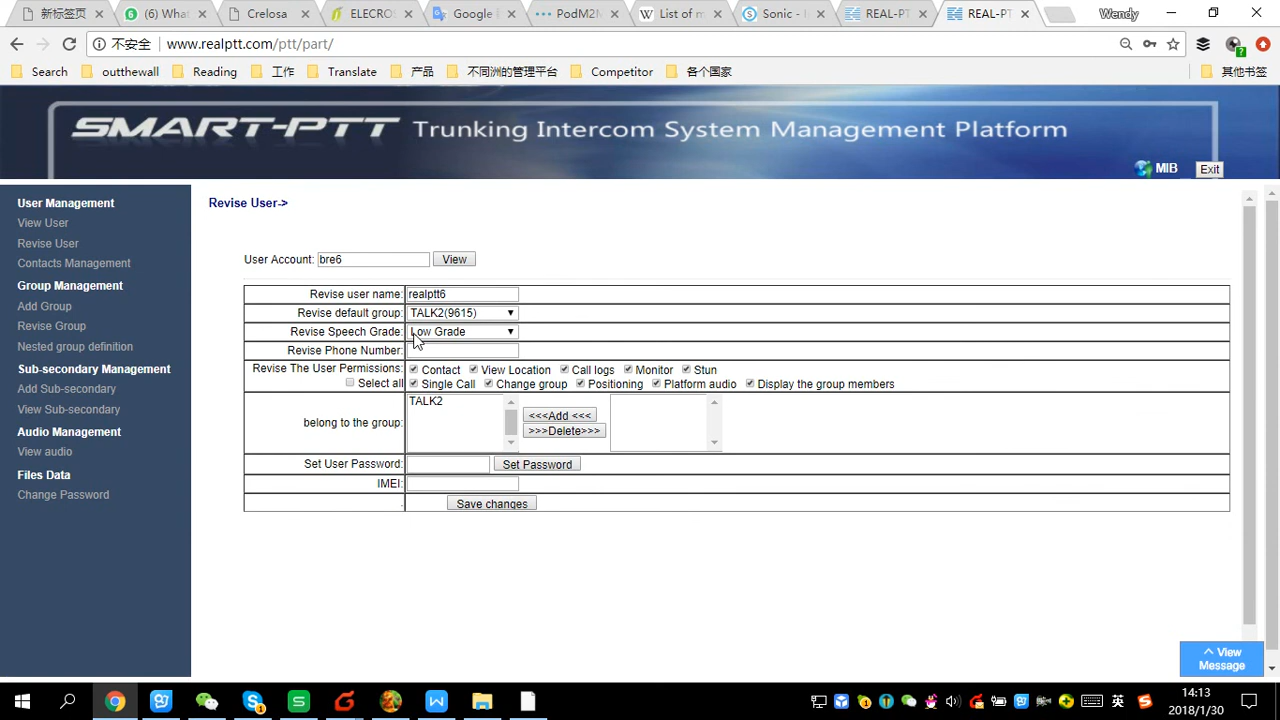 新标签页
(6) What
Crelosa
ELECRO
Google
PodM2M
List of m
Sonic - I
REAL-PT
REAL-PT
Wendy
不安全 www.realptt.com/ptt/part/
Search outthewall Reading 工作 Translate 产品 不同洲的管理平台 Competitor 各个国家 其他书签
SMART-PTT Trunking Intercom System Management Platform
MIB Exit
User Management
View User
Revise User
Contacts Management
Group Management
Add Group
Revise Group
Nested group definition
Sub-secondary Management
Add Sub-secondary
View Sub-secondary
Audio Management
View audio
Files Data
Change Password
Revise User->
User Account: bre6 View
Revise user name: realptt6
Revise default group: TALK2(9615)
Revise Speech Grade: Low Grade
Revise Phone Number:
Revise The User Permissions: Contact View Location Call logs Monitor Stun
Select all Single Call Change group Positioning Platform audio Display the group members
belong to the group: TALK2 <<<Add <<<
>>>Delete>>>
Set User Password: Set Password
IMEI:
Save changes
View
Message
英
14:13
2018/1/30